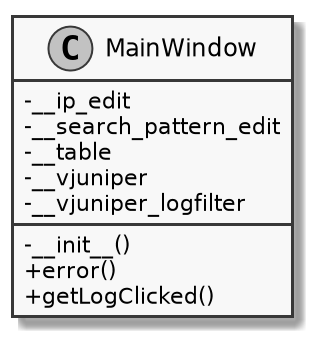 C MainWindow
-__ip_edit
-__search_pattern_edit
-__table
-__vjuniper
-__vjuniper_logfilter
-__init__()
+error()
+getLogClicked()